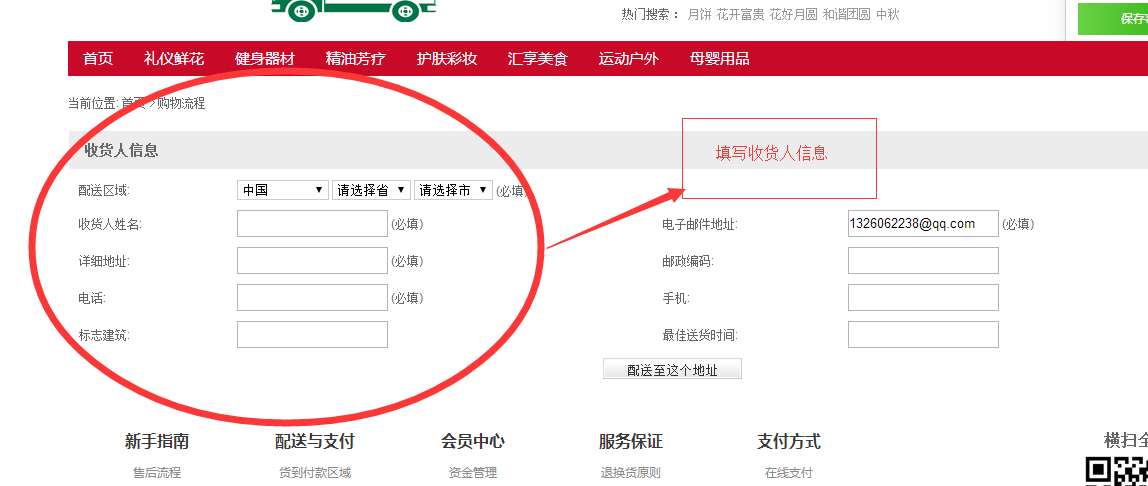 热门搜索： 月饼 花开富贵 花好月圆 和谐团圆 中秋
首页 礼仪鲜花 健身器材 精油芳疗 护肤彩妆 汇享美食 运动户外 母婴用品
当前位置: 首页 > 购物流程
收货人信息
填写收货人信息
配送区域: 中国 请选择省 请选择市 (必填)
收货人姓名: (必填) 电子邮件地址: 1326062238@qq.com (必填)
详细地址: (必填) 邮政编码:
电话: (必填) 手机:
标志建筑: 最佳送货时间:
配送至这个地址
新手指南 配送与支付 会员中心 服务保证 支付方式
售后流程 货到付款区域 资金管理 退换货原则 在线支付
保存
横扫全